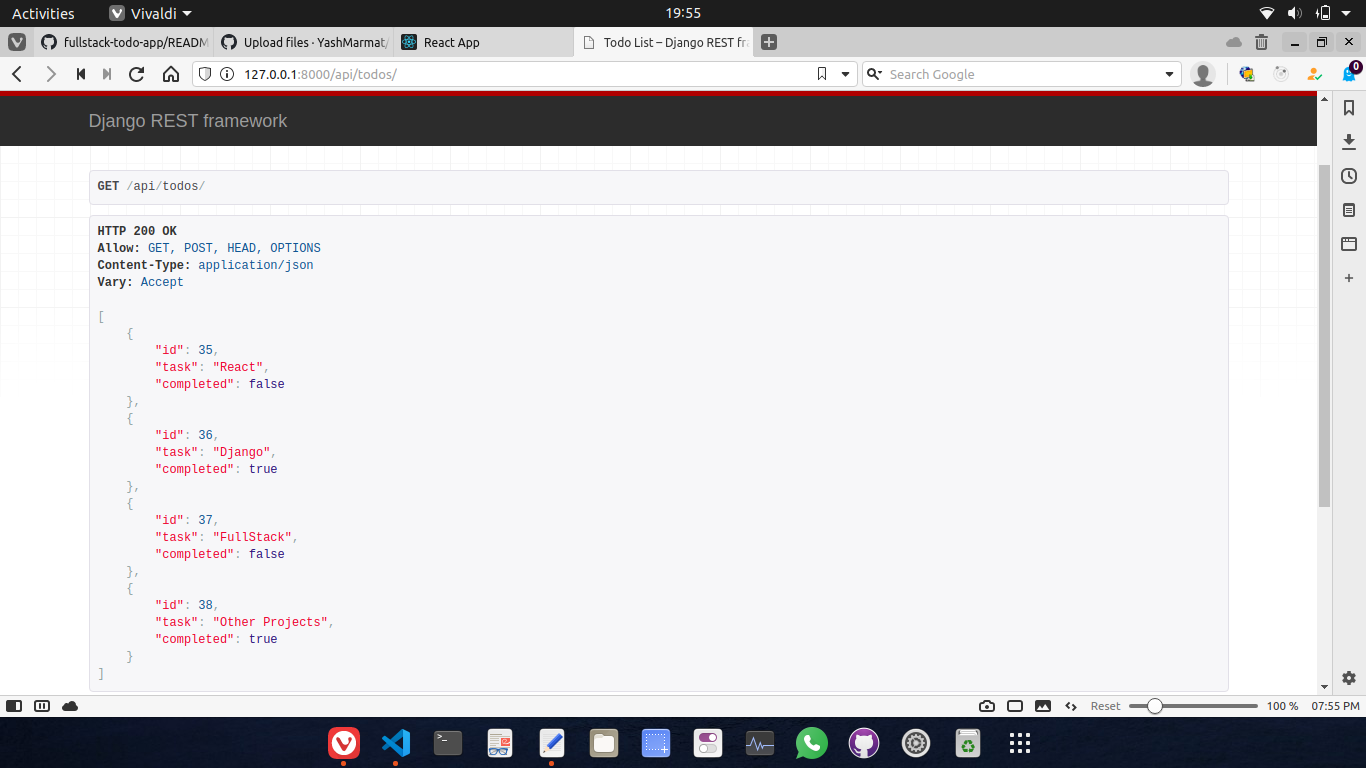 Activities Vivaldi 19:55
fullstack-todo-app/READM Upload files · YashMarmat/ React App Todo List – Django REST fr
127.0.0.1:8000/api/todos/ Search Google 0
Django REST framework
GET /api/todos/
HTTP 200 OK
Allow: GET, POST, HEAD, OPTIONS
Content-Type: application/json
Vary: Accept
[
    {
        "id": 35,
        "task": "React",
        "completed": false
    },
    {
        "id": 36,
        "task": "Django",
        "completed": true
    },
    {
        "id": 37,
        "task": "FullStack",
        "completed": false
    },
    {
        "id": 38,
        "task": "Other Projects",
        "completed": true
    }
]
Reset 100 % 07:55 PM